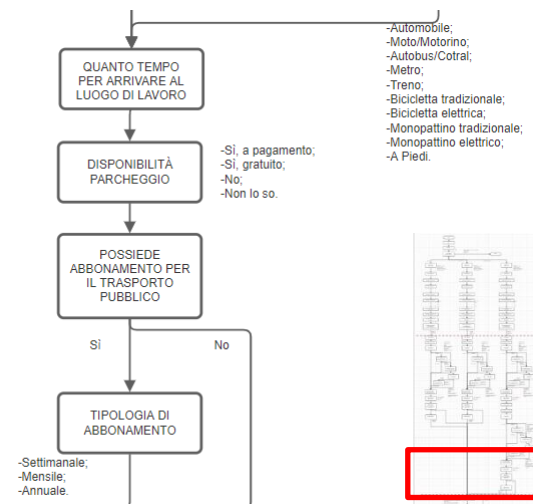 -Automobile;
-Moto/Motorino;
-Autobus/Cotral;
-Metro;
-Treno;
-Bicicletta tradizionale;
-Bicicletta elettrica;
-Monopattino tradizionale;
-Monopattino elettrico;
-A Piedi.
QUANTO TEMPO
PER ARRIVARE AL
LUOGO DI LAVORO
DISPONIBILITÀ
PARCHEGGIO
-Sì, a pagamento;
-Sì, gratuito;
-No;
-Non lo so.
POSSIEDE
ABBONAMENTO PER
IL TRASPORTO
PUBBLICO
Sì
No
TIPOLOGIA DI
ABBONAMENTO
-Settimanale;
-Mensile;
-Annuale.